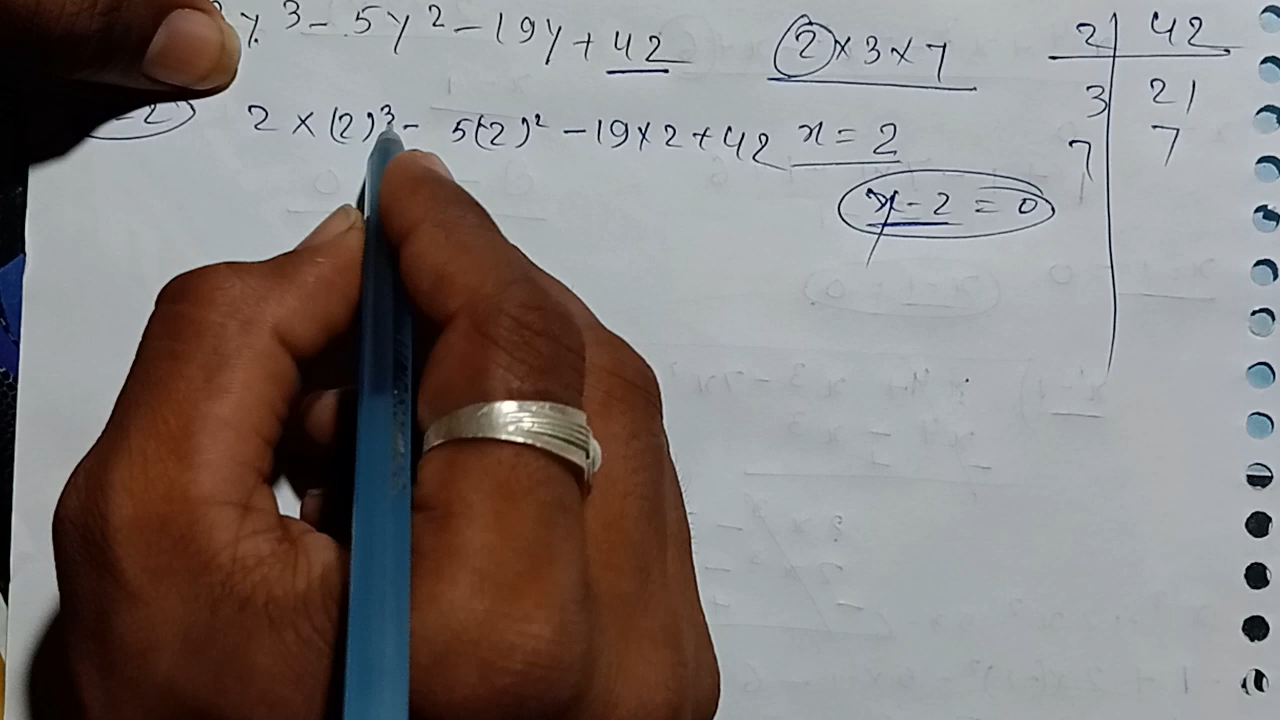 y³ - 5y² - 19y + 42
2 × 3 × 7
2 | 42
3 | 21
7 | 7
= 2) 2 × (2)³ - 5(2)² - 19 × 2 + 42
x = 2
x - 2 = 0